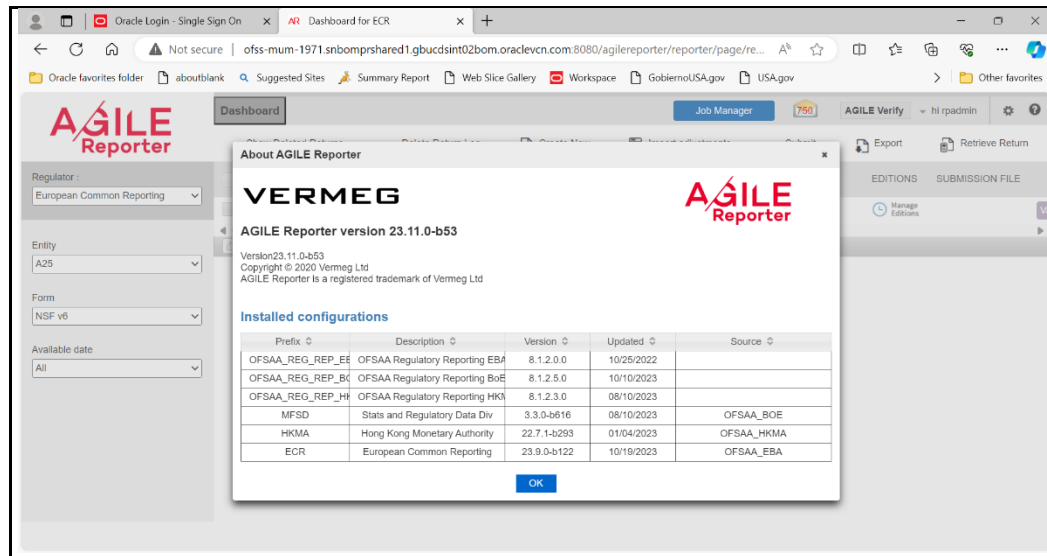 Oracle Login - Single Sign On
AR Dashboard for ECR
Not secure ofss-mum-1971.snbomprshared1.gbucdsint02bom.oraclevcn.com:8080/agilereporter/reporter/page/re...
Oracle favorites folder aboutblank Suggested Sites Summary Report Web Slice Gallery Workspace GobiernoUSA.gov USA.gov Other favorites
AGILE Reporter
Dashboard Job Manager 750 AGILE Verify hi rpadmin
Export Retrieve Return
EDITIONS SUBMISSION FILE
Manage Editions
Regulator :
European Common Reporting
Entity
A25
Form
NSF v6
Available date
All
About AGILE Reporter x
VERMEG
AGILE Reporter
AGILE Reporter version 23.11.0-b53
Version23.11.0-b53
Copyright © 2020 Vermeg Ltd
AGILE Reporter is a registered trademark of Vermeg Ltd
Installed configurations
Prefix Description Version Updated Source
OFSAA_REG_REP_EE OFSAA Regulatory Reporting EBA 8.1.2.0.0 10/25/2022
OFSAA_REG_REP_BO OFSAA Regulatory Reporting BoE 8.1.2.5.0 10/10/2023
OFSAA_REG_REP_HK OFSAA Regulatory Reporting HKM 8.1.2.3.0 08/10/2023
MFSD Stats and Regulatory Data Div 3.3.0-b616 08/10/2023 OFSAA_BOE
HKMA Hong Kong Monetary Authority 22.7.1-b293 01/04/2023 OFSAA_HKMA
ECR European Common Reporting 23.9.0-b122 10/19/2023 OFSAA_EBA
OK